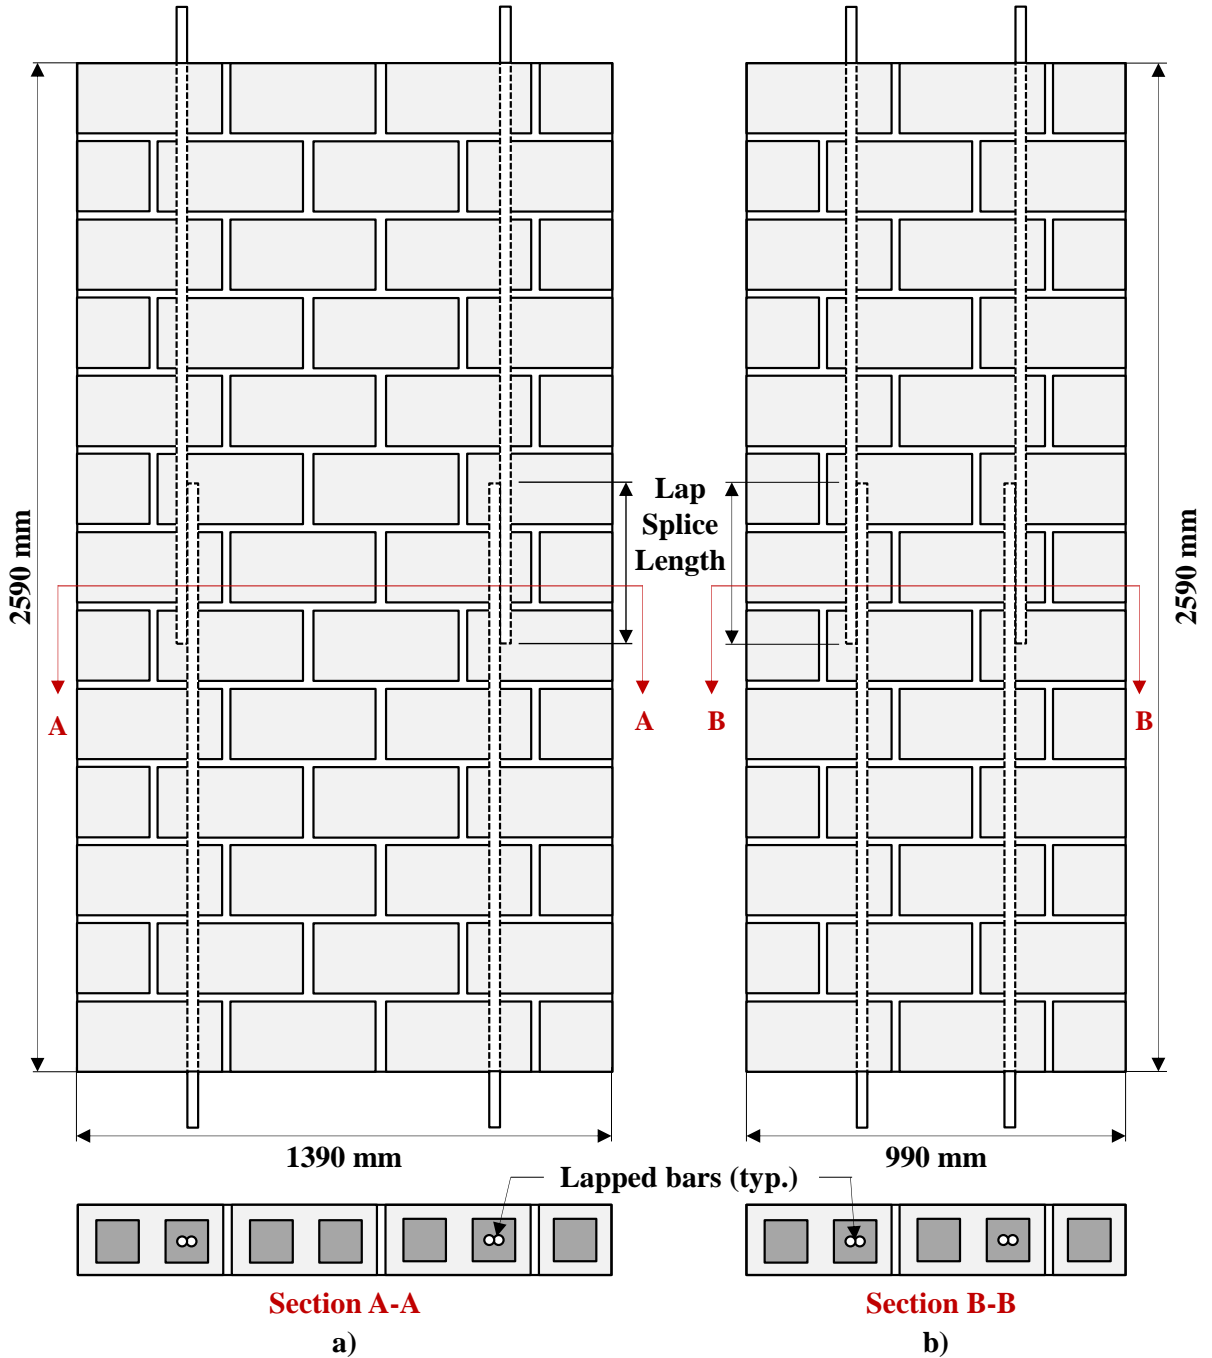 2590 mm
Lap
Splice
Length
2590 mm
A
A
B
B
1390 mm
990 mm
Lapped bars (typ.)
Section A-A
Section B-B
a)
b)